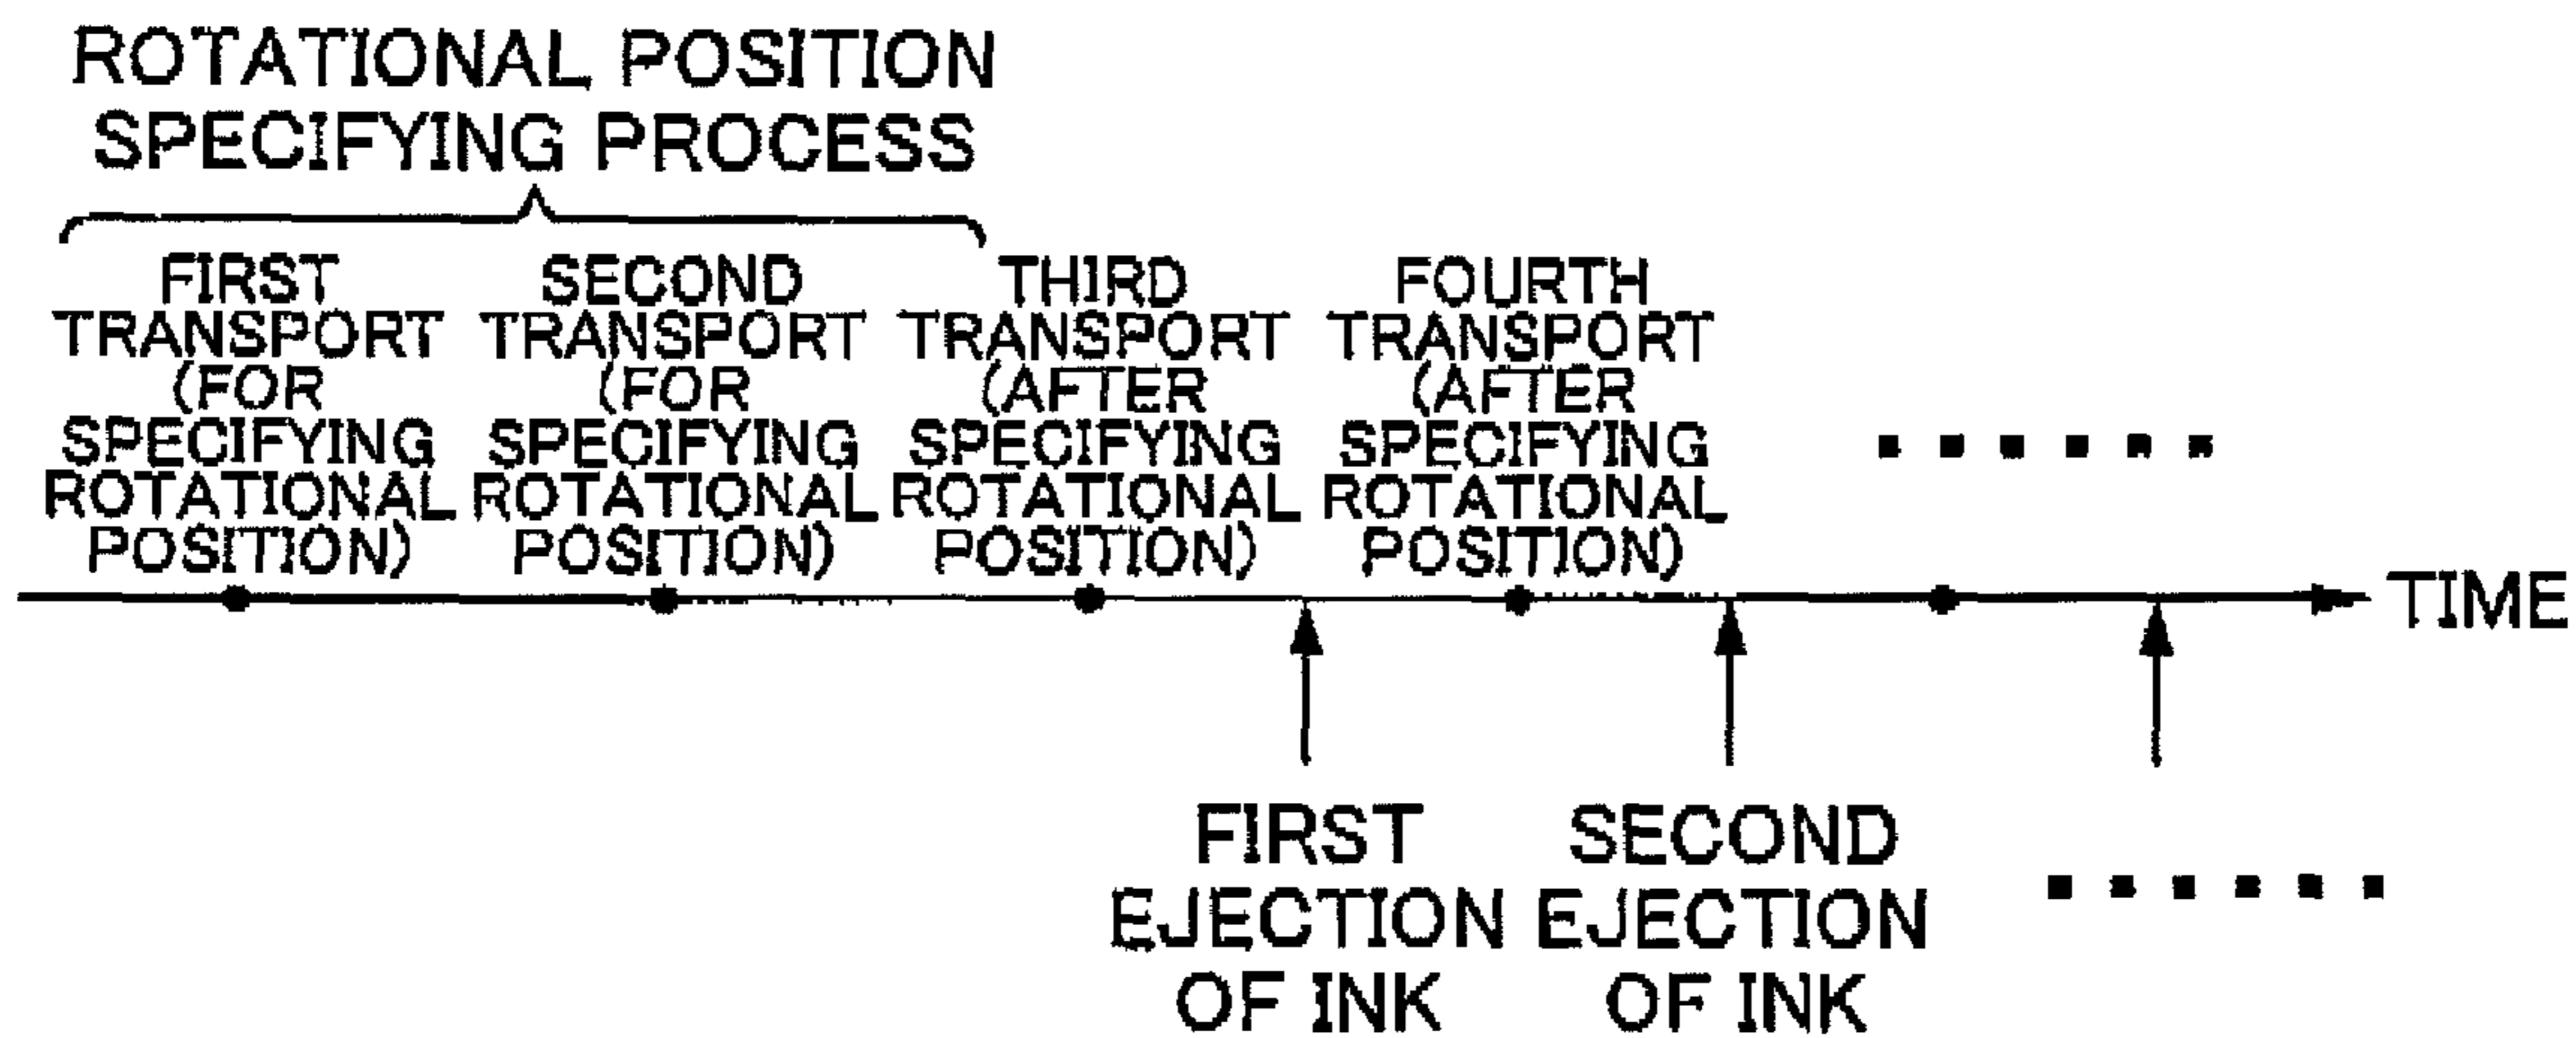 ROTATIONAL POSITION
SPECIFYING PROCESS
FIRST
TRANSPORT
(FOR
SPECIFYING
ROTATIONAL
POSITION)
SECOND
TRANSPORT
(FOR
SPECIFYING
ROTATIONAL
POSITION)
THIRD
TRANSPORT
(AFTER
SPECIFYING
ROTATIONAL
POSITION)
FOURTH
TRANSPORT
(AFTER
SPECIFYING
ROTATIONAL
POSITION)
TIME
FIRST
EJECTION
OF INK
SECOND
EJECTION
OF INK